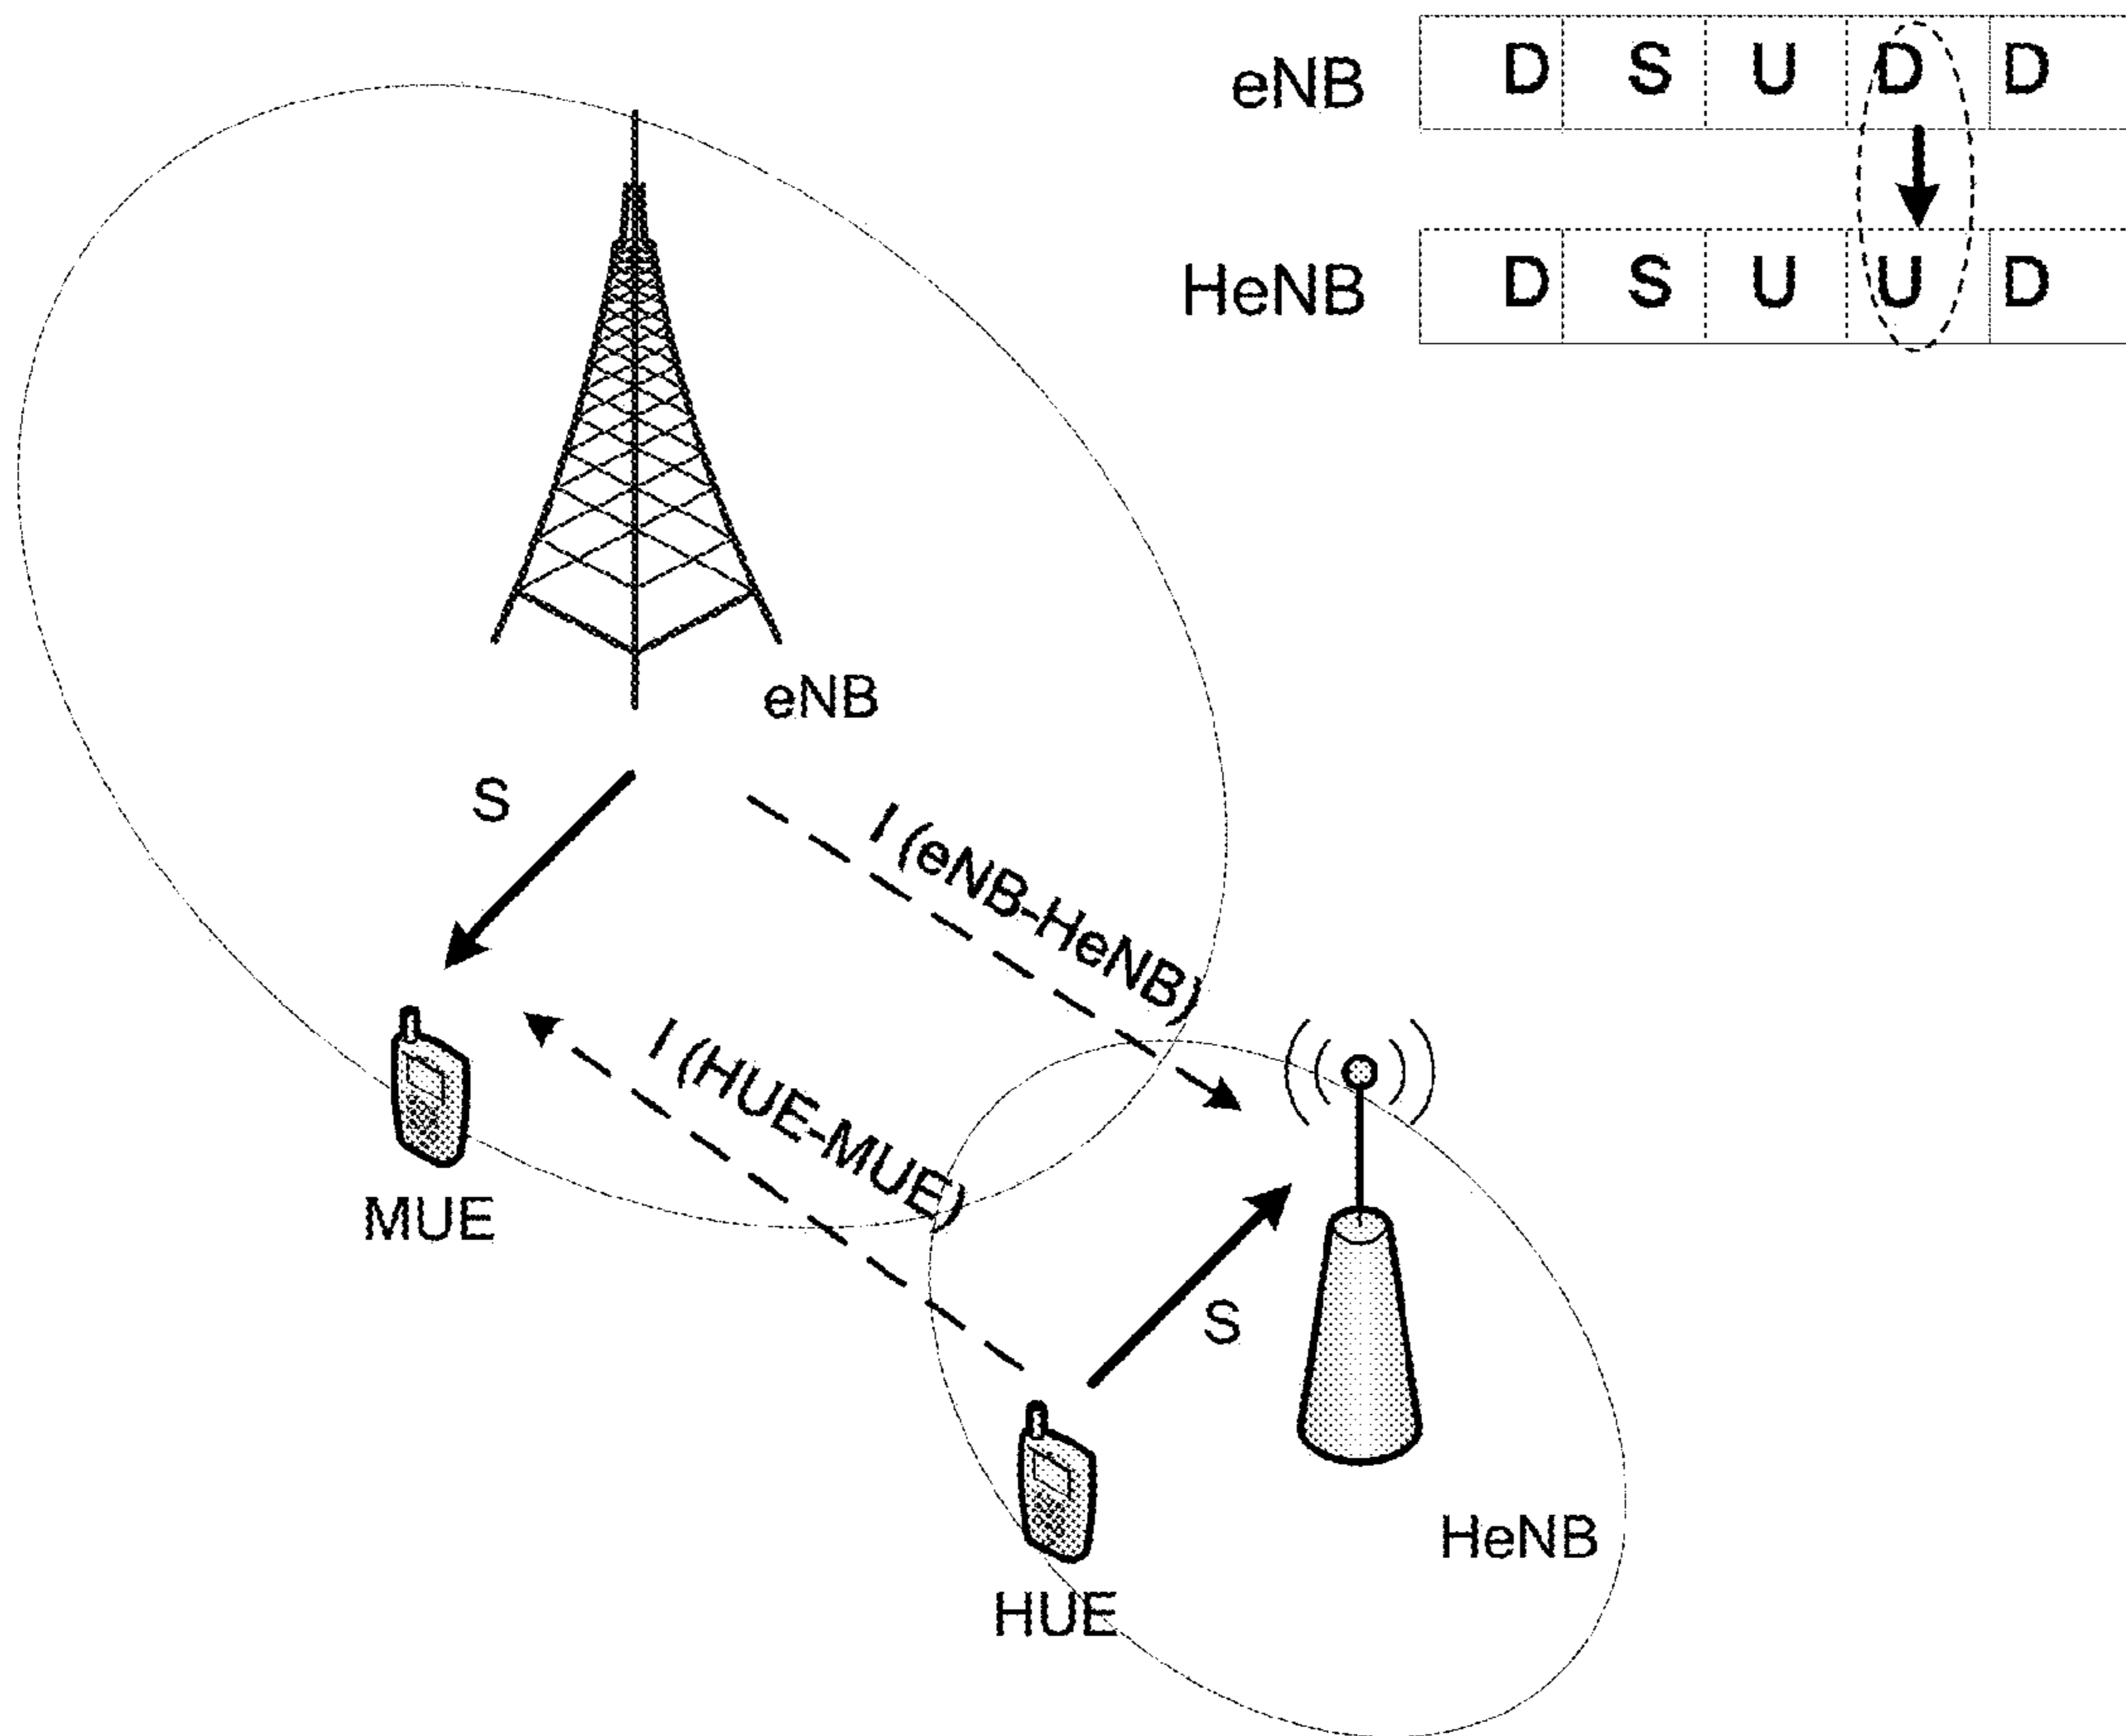 eNB D S U D D
HeNB D S U U D
eNB
S
I (eNB-HeNB)
I (HUE-MUE)
MUE
S
HeNB
HUE